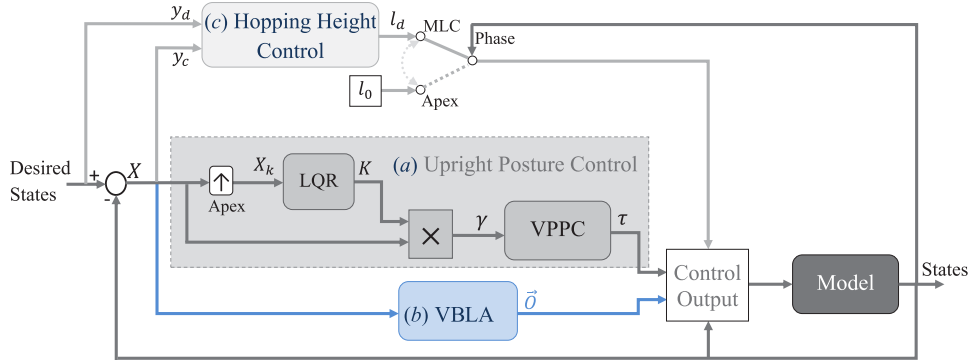 y_d
(c) Hopping Height
Control
l_d
MLC
Phase
y_c
l_0
Apex
(a) Upright Posture Control
Desired
States
+
-
X
X_k
LQR
K
Apex
×
γ
VPPC
τ
Control
Output
Model
States
(b) VBLA
\vec{O}